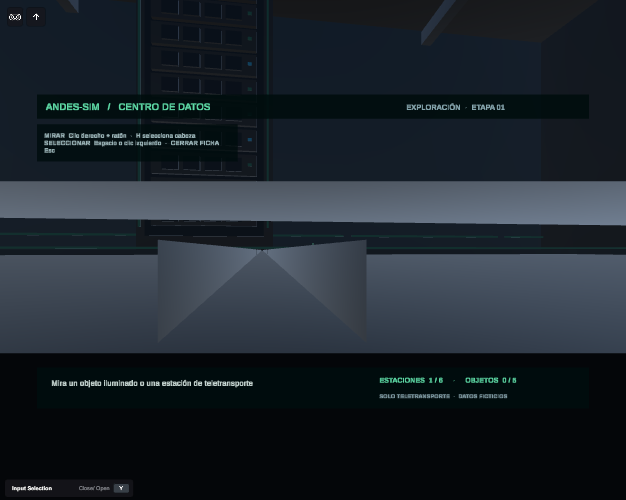 ANDES-SIM / CENTRO DE DATOS
EXPLORACIÓN · ETAPA 01
MIRAR Clic derecho + ratón · H selecciona cabeza
SELECCIONAR Espacio o clic izquierdo · CERRAR FICHA
Esc
Mira un objeto iluminado o una estación de teletransporte
ESTACIONES 1 / 6 · OBJETOS 0 / 5
SOLO TELETRANSPORTE · DATOS FICTICIOS
Input Selection
Close/ Open Y